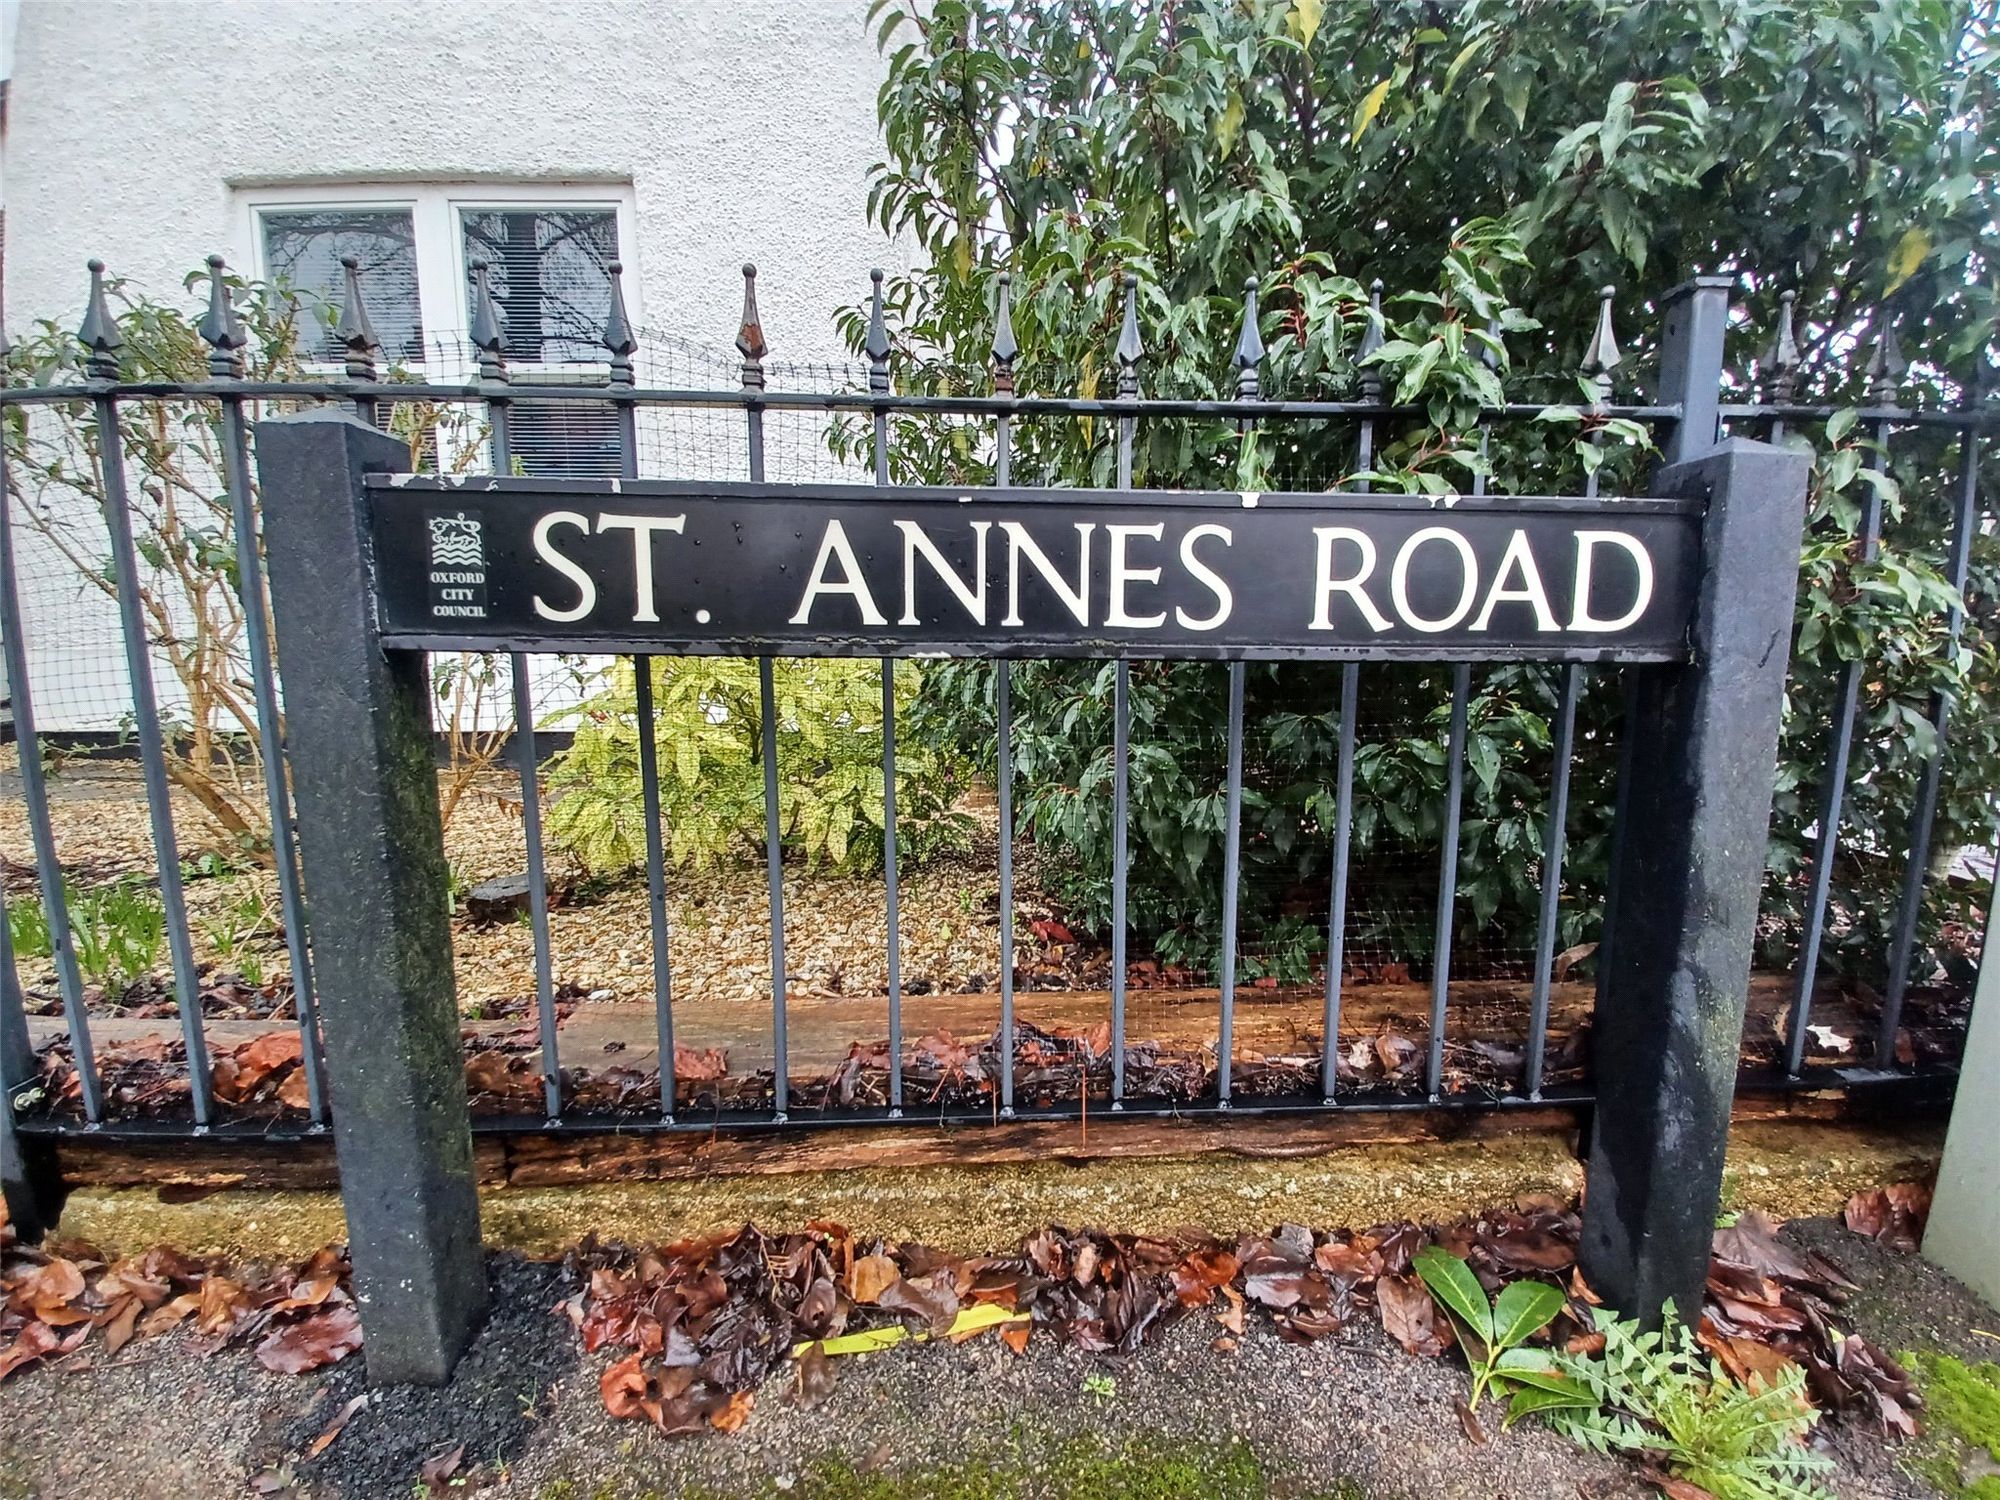 OXFORD
CITY
COUNCIL
ST. ANNES ROAD